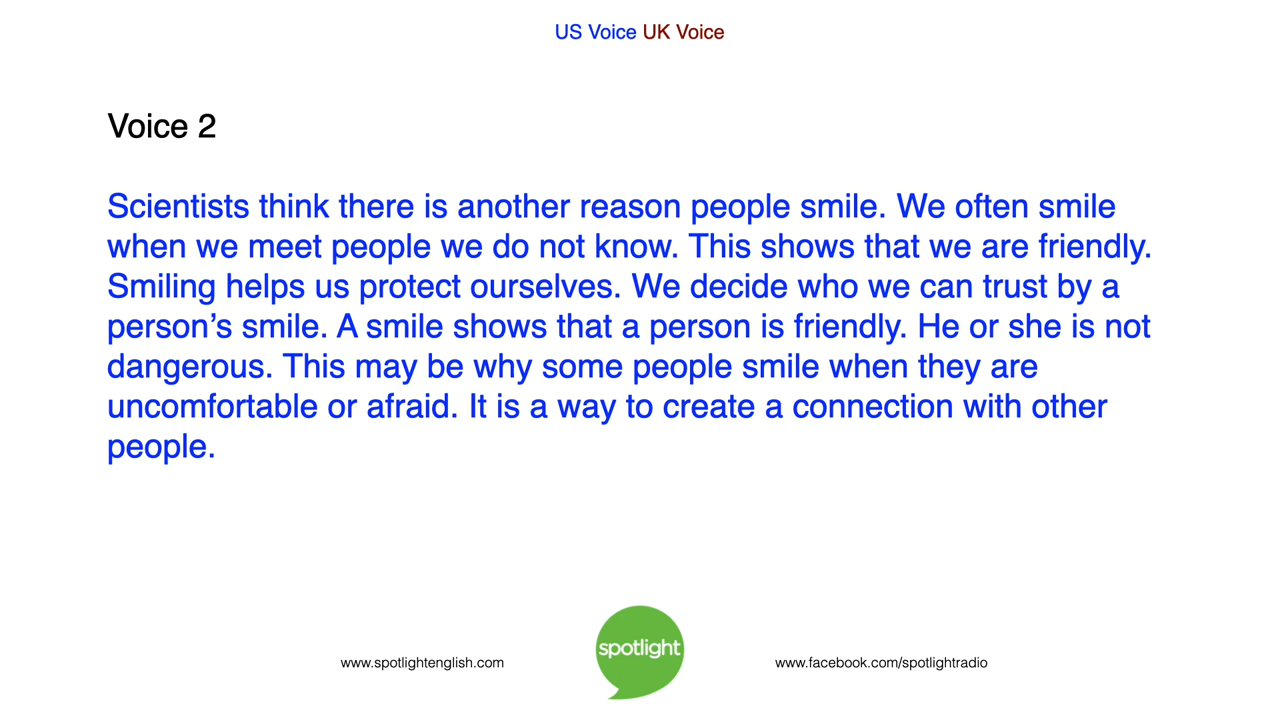 US Voice UK Voice
Voice 2
Scientists think there is another reason people smile. We often smile
when we meet people we do not know. This shows that we are friendly.
Smiling helps us protect ourselves. We decide who we can trust by a
person’s smile. A smile shows that a person is friendly. He or she is not
dangerous. This may be why some people smile when they are
uncomfortable or afraid. It is a way to create a connection with other
people.
www.spotlightenglish.com
spotlight
www.facebook.com/spotlightradio